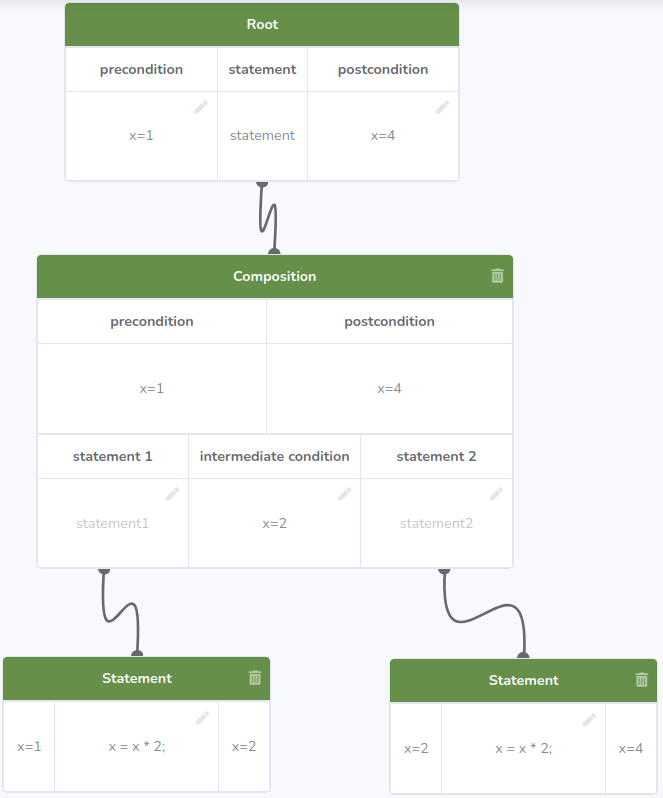 Root
precondition statement postcondition
x=1 statement x=4
Composition
precondition postcondition
x=1 x=4
statement 1 intermediate condition statement 2
statement1 x=2 statement2
Statement
x=1 x = x * 2; x=2
Statement
x=2 x = x * 2; x=4